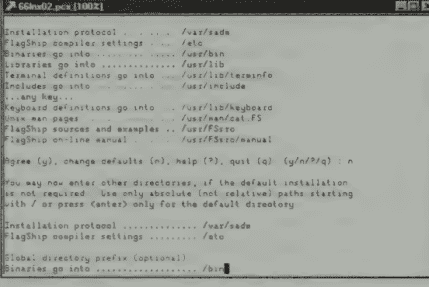 GGlnx02.pcx [100%]
Installation protocol . . . . . . /var/sadm
FlagShip compiler settings . . . . /etc
Binaries go into . . . . . . . . . /usr/bin
Libraries go into .............. /usr/lib
Terminal definitions go into . . /usr/lib/terminfo
Includes go into ............... /usr/include
...any key...
Keyboard definitions go into . . /usr/lib/keyboard
Unix man pages ................. /usr/man/cat.FS
FlagShip sources and examples .. /usr/FSsrc
FlagShip on-line manual ........ /usr/FSsrc/manual
Agree (y), change defaults (n), help (?), quit (q) (y/n/?/q) : n
You may now enter other directories, if the default installation
is not required Use only absolute (not relative) paths starting
with / or press <enter> only for the default directory
Installation protocol .............. /var/sadm
FlagShip compiler settings ......... /etc
Global directory prefix (optional)
Binaries go into ................... /bin